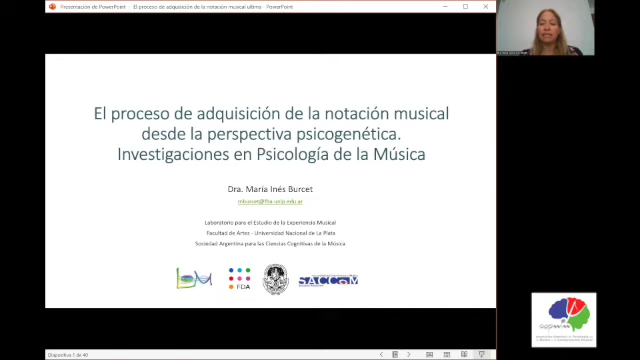 Presentación de PowerPoint - El proceso de adquisición de la notacion musical ultimo - PowerPoint
El proceso de adquisición de la notación musical
desde la perspectiva psicogenética.
Investigaciones en Psicología de la Música
Dra. María Inés Burcet
Laboratorio para el Estudio de la Experiencia Musical
Facultad de Artes - Universidad Nacional de La Plata
Sociedad Argentina para las Ciencias Cognitivas de la Música
FDA
SACCoM
Diapositiva 1 de 40